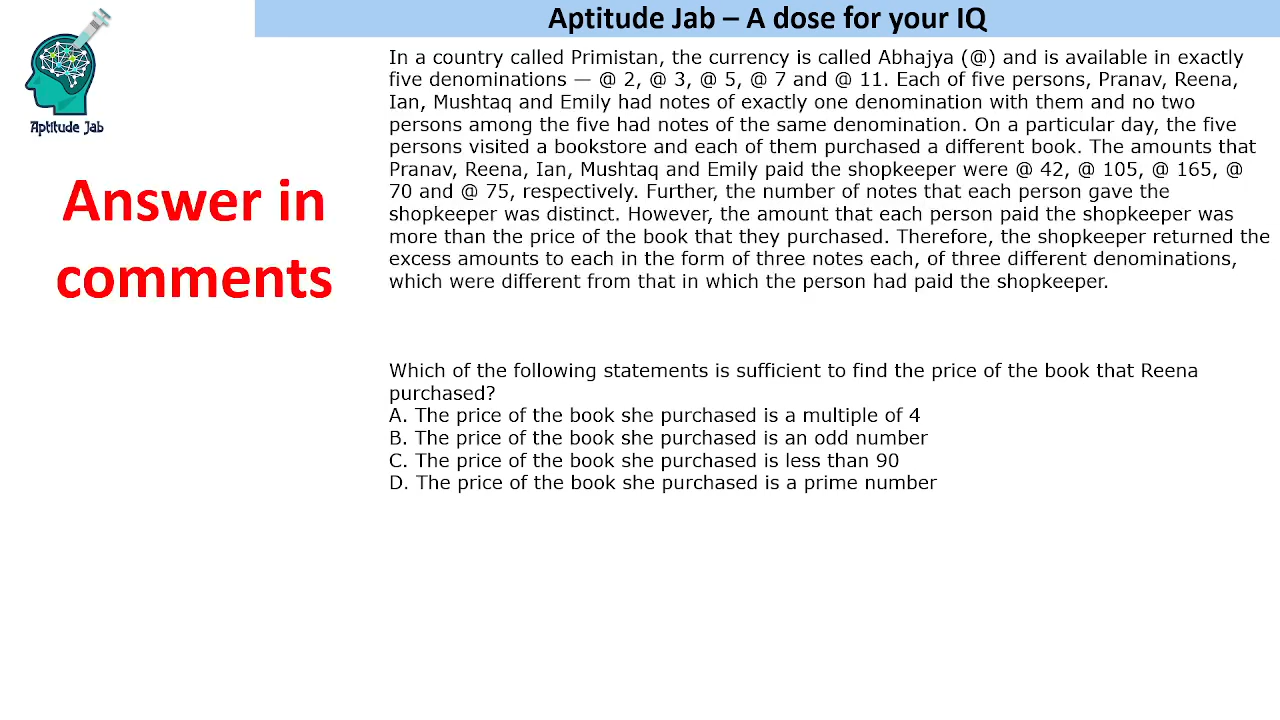 Aptitude Jab – A dose for your IQ
Aptitude Jab
Answer in
comments
In a country called Primistan, the currency is called Abhajya (@) and is available in exactly
five denominations — @ 2, @ 3, @ 5, @ 7 and @ 11. Each of five persons, Pranav, Reena,
Ian, Mushtaq and Emily had notes of exactly one denomination with them and no two
persons among the five had notes of the same denomination. On a particular day, the five
persons visited a bookstore and each of them purchased a different book. The amounts that
Pranav, Reena, Ian, Mushtaq and Emily paid the shopkeeper were @ 42, @ 105, @ 165, @
70 and @ 75, respectively. Further, the number of notes that each person gave the
shopkeeper was distinct. However, the amount that each person paid the shopkeeper was
more than the price of the book that they purchased. Therefore, the shopkeeper returned the
excess amounts to each in the form of three notes each, of three different denominations,
which were different from that in which the person had paid the shopkeeper.
Which of the following statements is sufficient to find the price of the book that Reena
purchased?
A. The price of the book she purchased is a multiple of 4
B. The price of the book she purchased is an odd number
C. The price of the book she purchased is less than 90
D. The price of the book she purchased is a prime number